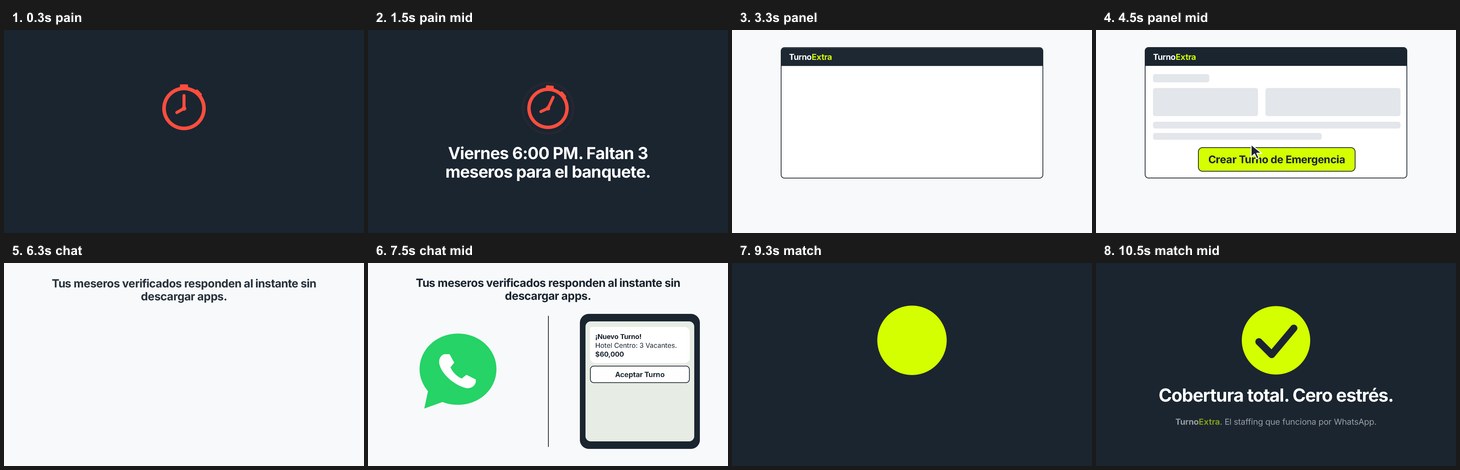 1. 0.3s pain
2. 1.5s pain mid
Viernes 6:00 PM. Faltan 3
meseros para el banquete.
3. 3.3s panel
TurnoExtra
4. 4.5s panel mid
TurnoExtra
Crear Turno de Emergencia
5. 6.3s chat
Tus meseros verificados responden al instante sin
descargar apps.
6. 7.5s chat mid
Tus meseros verificados responden al instante sin
descargar apps.
¡Nuevo Turno!
Hotel Centro: 3 Vacantes.
$60,000
Aceptar Turno
7. 9.3s match
8. 10.5s match mid
Cobertura total. Cero estrés.
TurnoExtra. El staffing que funciona por WhatsApp.